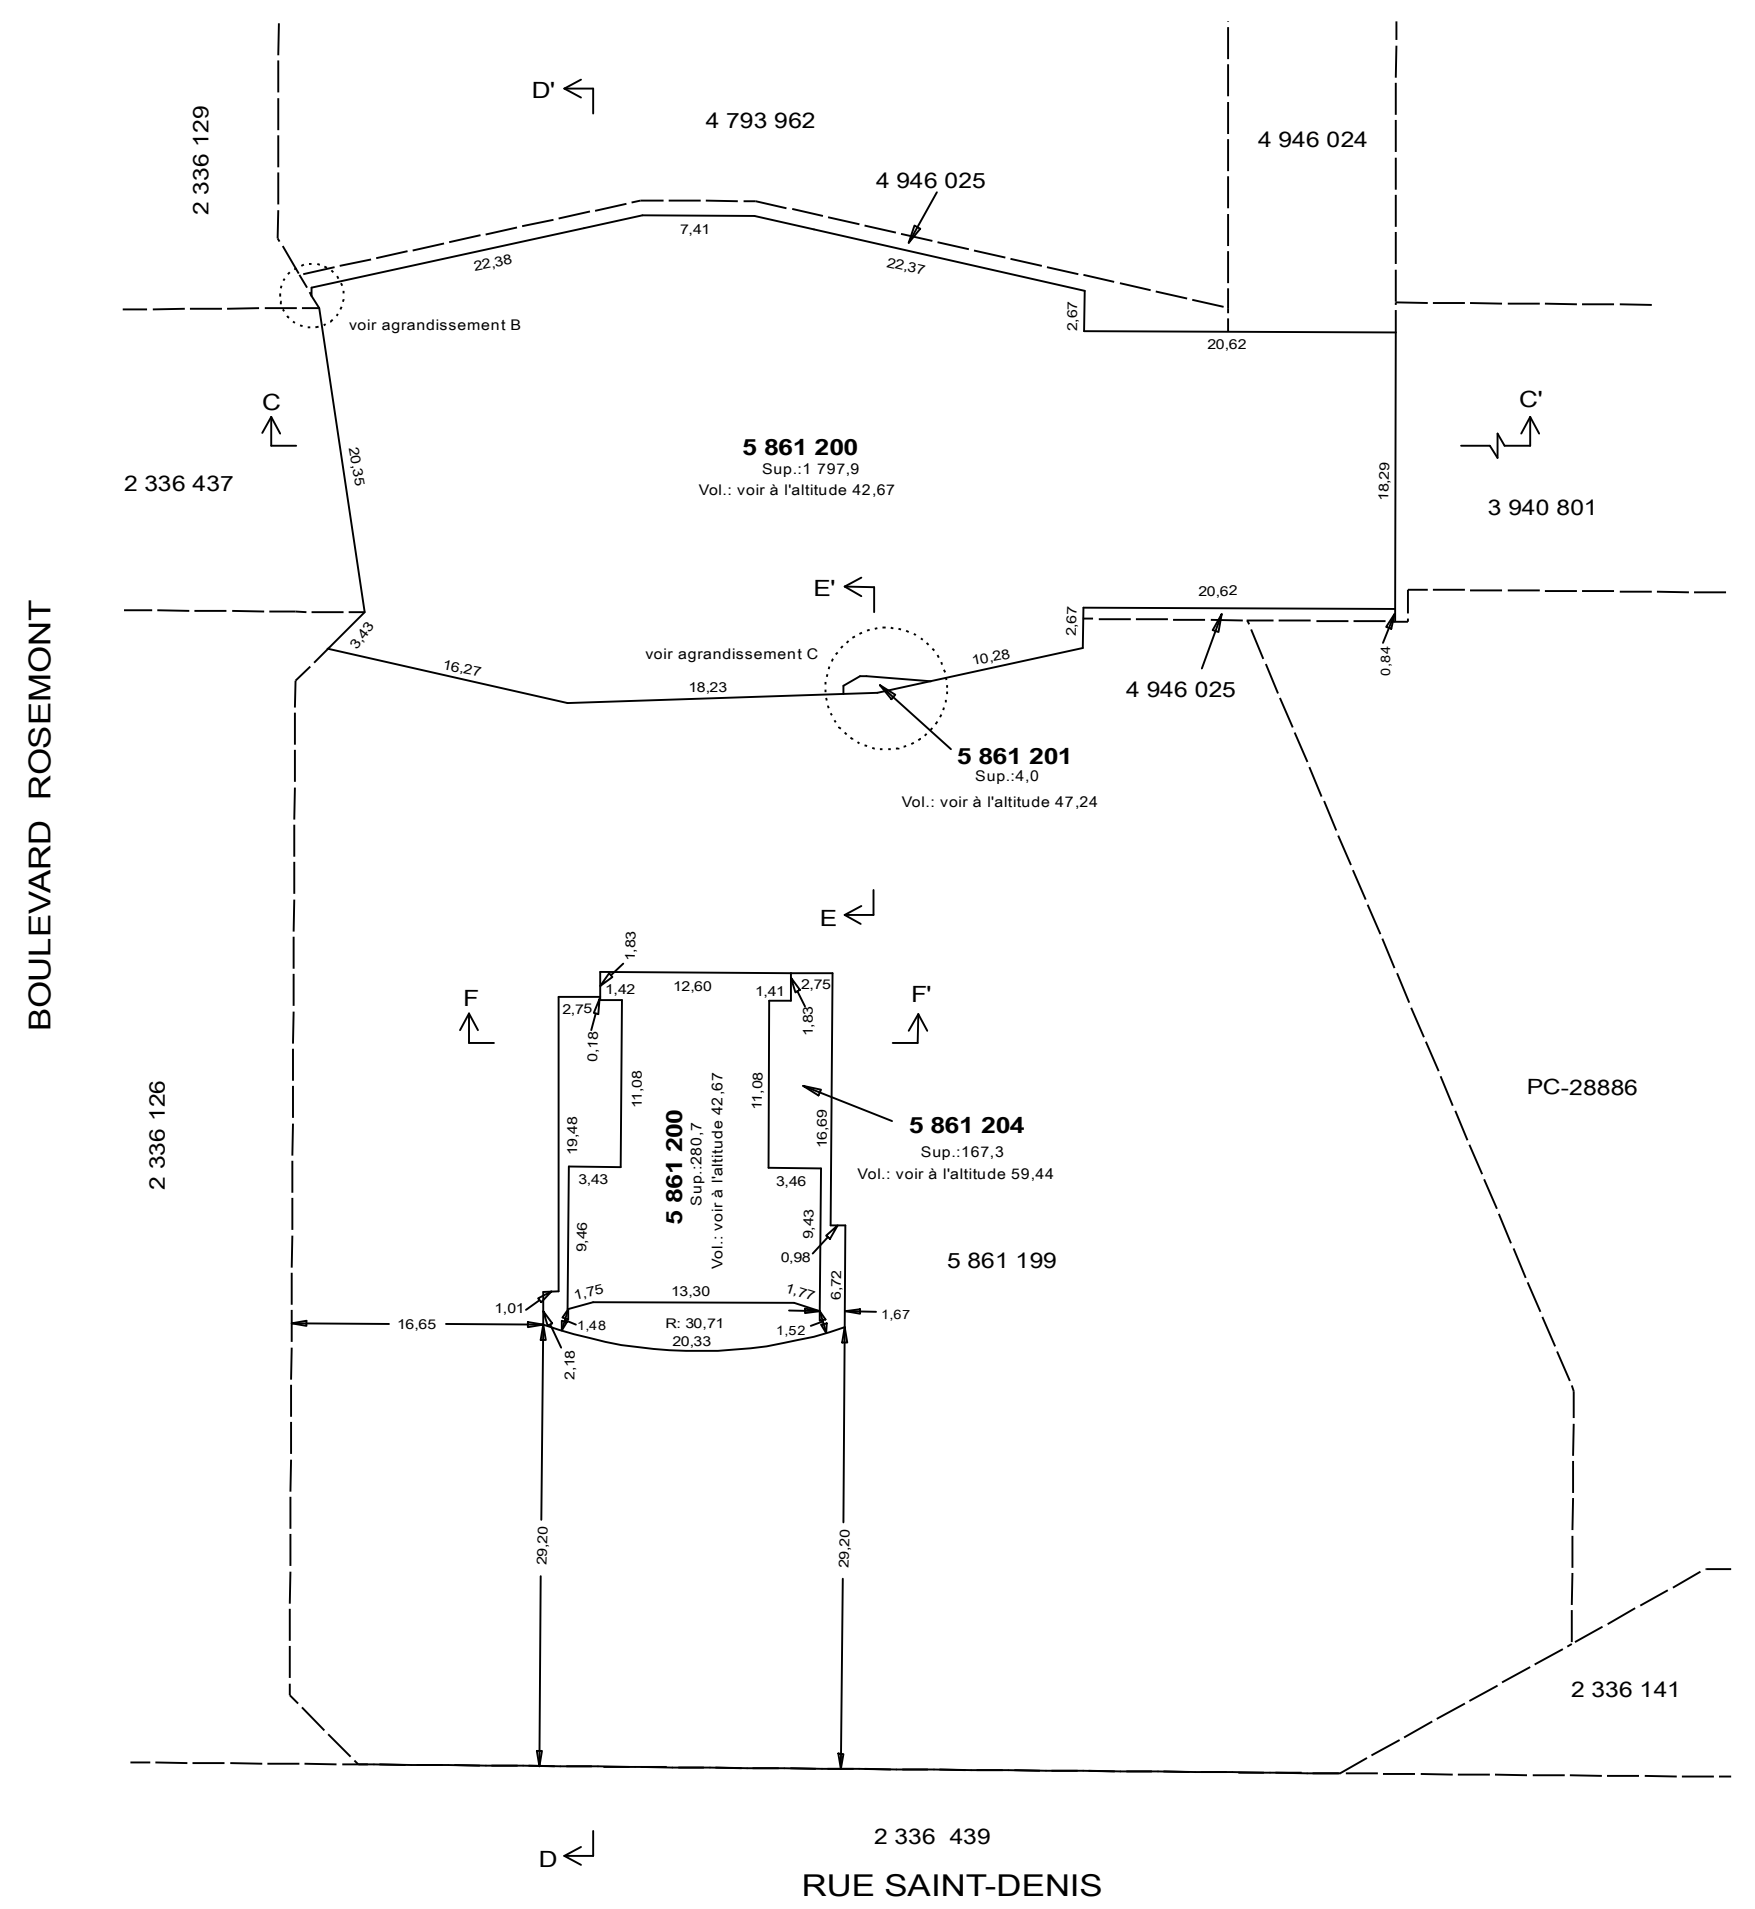 D'
4 793 962
2 336 129
4 946 024
4 946 025
7,41
22,38
22,37
2,67
20,62
voir agrandissement B
C
C'
20,35
5 861 200
Sup.:1 797,9
Vol.: voir à l'altitude 42,67
18,29
2 336 437
3 940 801
E'
20,62
2,67
3,43
voir agrandissement C
16,27
10,28
18,23
0,84
4 946 025
5 861 201
Sup.:4,0
Vol.: voir à l'altitude 47,24
BOULEVARD ROSEMONT
E
1,83
F
F'
1,42
12,60
1,41
2,75
2,75
1,83
0,18
11,08
11,08
5 861 200
Sup.:280,7
Vol.: voir à l'altitude 42,67
19,48
16,69
PC-28886
5 861 204
Sup.:167,3
Vol.: voir à l'altitude 59,44
2 336 126
3,43
3,46
9,46
9,43
0,98
5 861 199
6,72
1,75
13,30
1,77
1,01
16,65
1,48
R: 30,71
20,33
1,52
1,67
2,18
29,20
29,20
2 336 141
D
2 336 439
RUE SAINT-DENIS